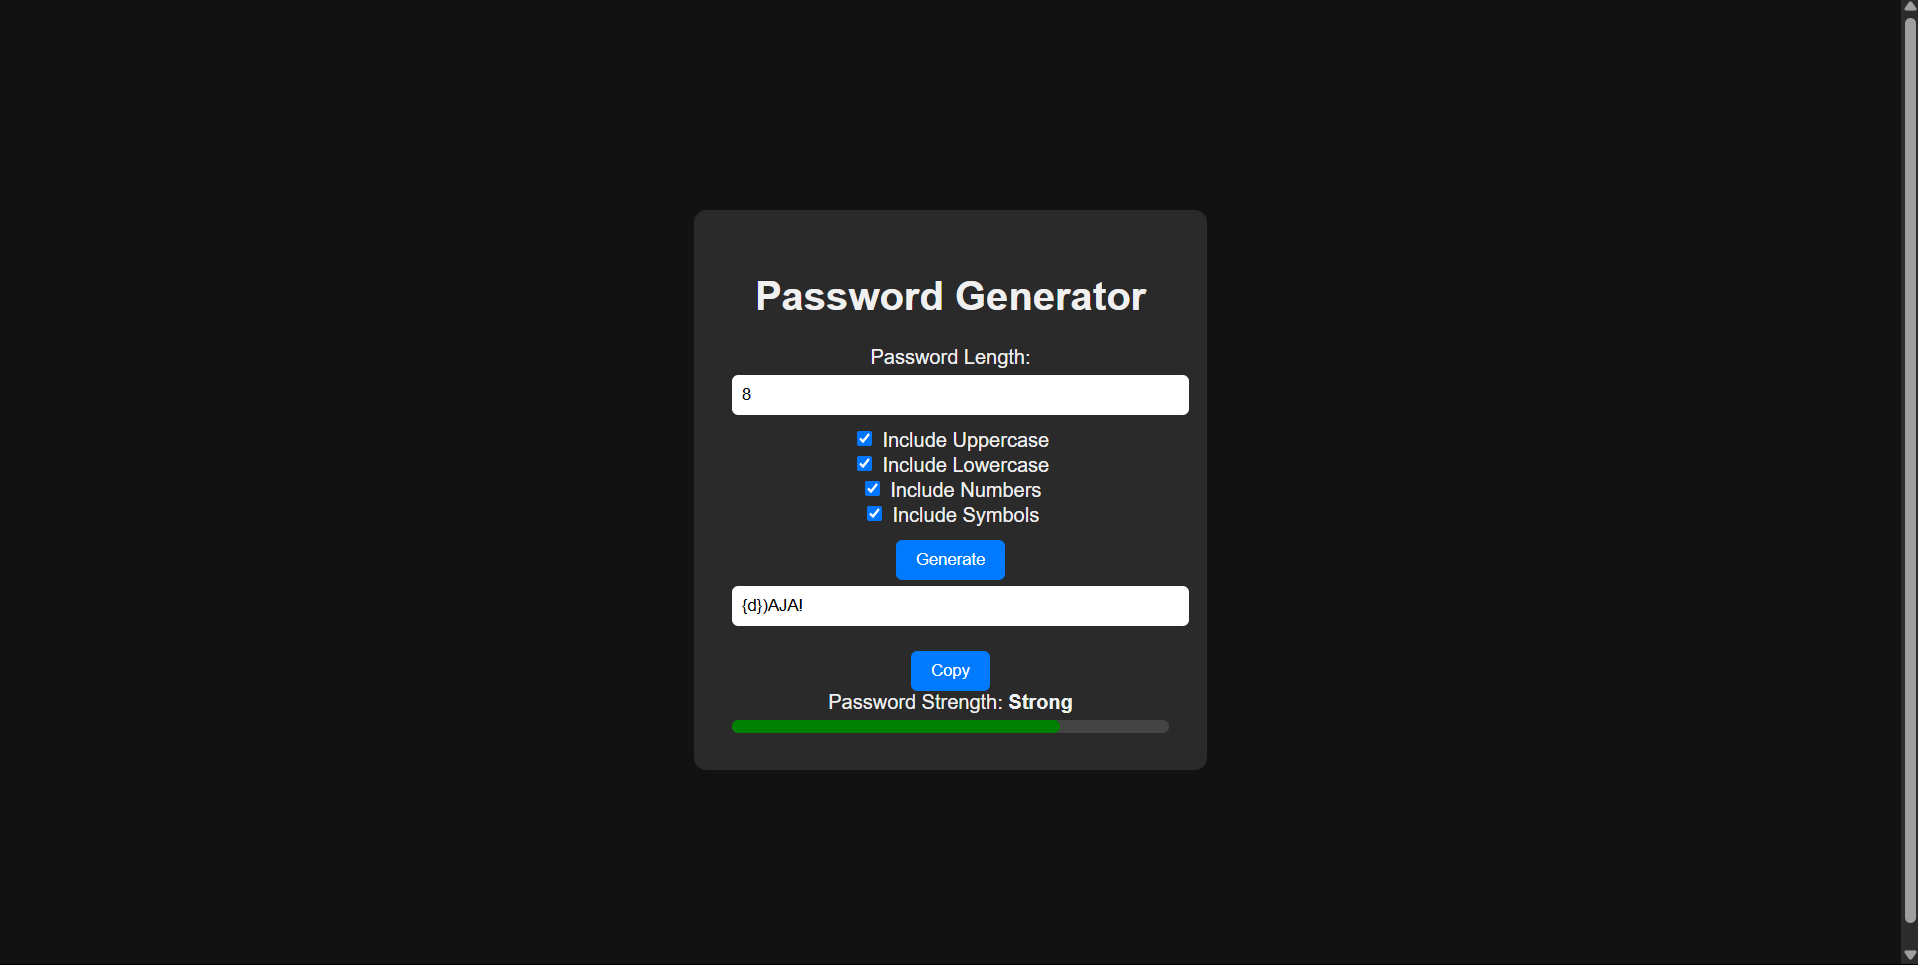 Password Generator
Password Length:
8
Include Uppercase
Include Lowercase
Include Numbers
Include Symbols
Generate
{d})AJA!
Copy
Password Strength: Strong